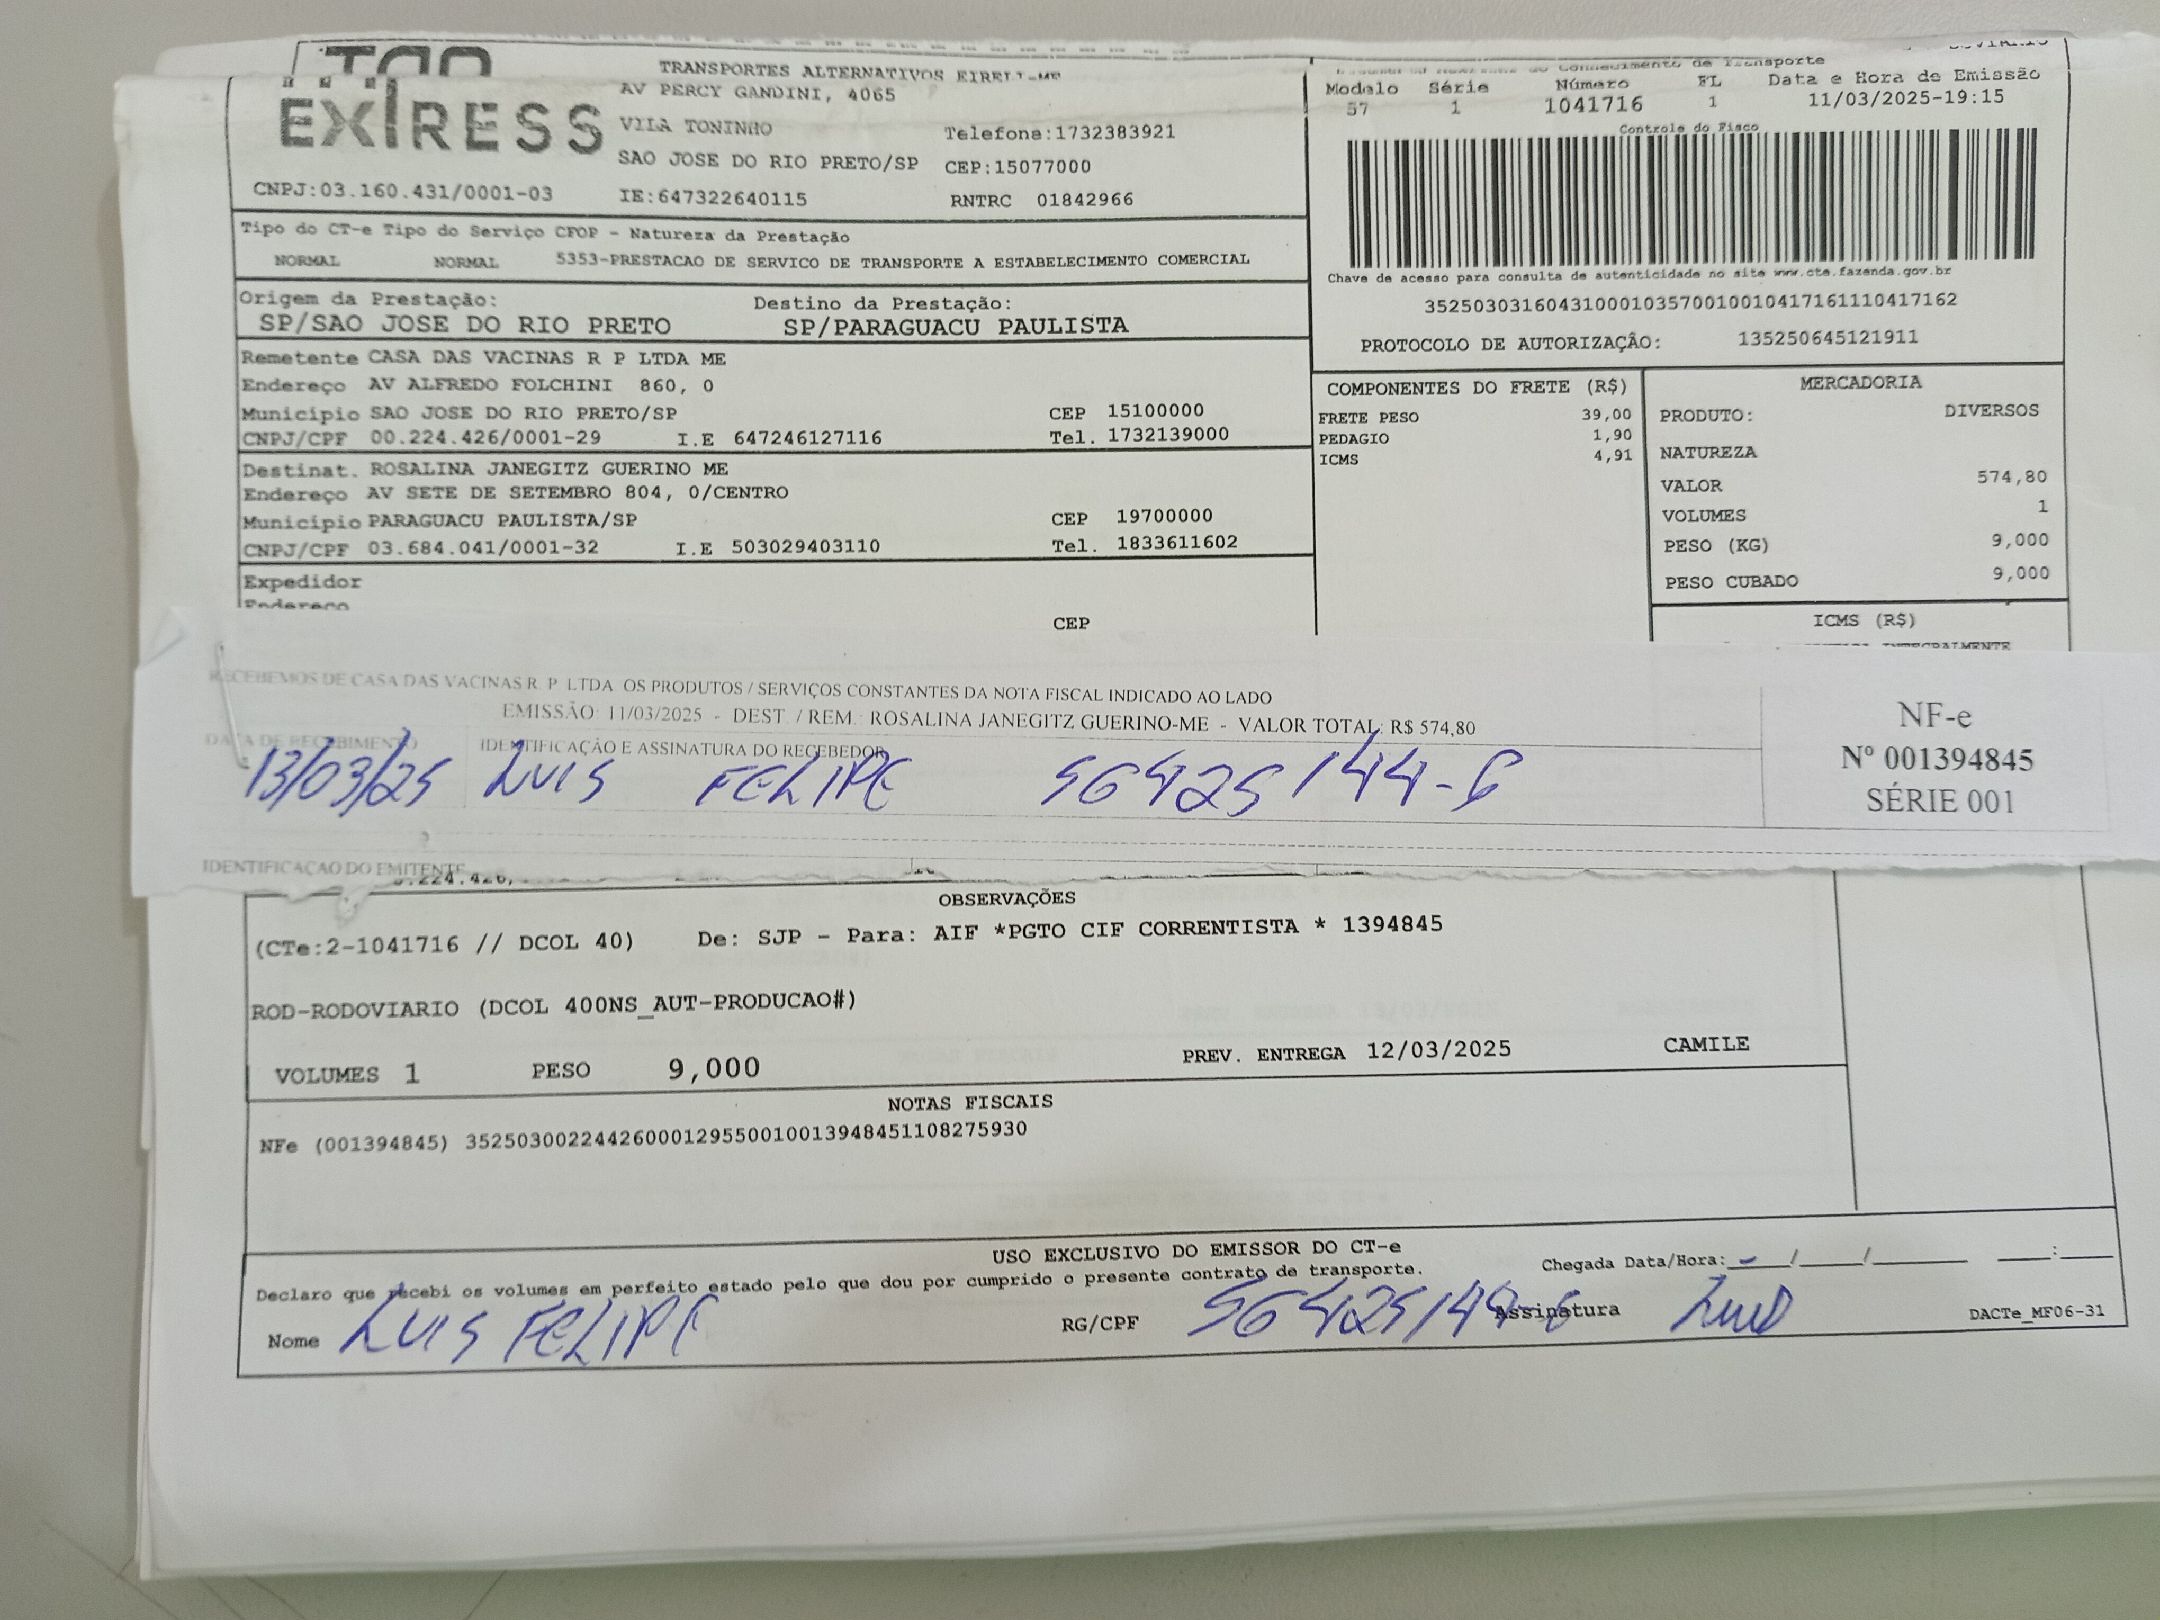 EXTRESS
TRANSPORTES ALTERNATIVOS EIRELI-ME
AV PERCY GANDINI, 4065
VILA TONINHO Telefone:1732383921
SAO JOSE DO RIO PRETO/SP CEP:15077000
CNPJ:03.160.431/0001-03 IE:647322640115 RNTRC 01842966
Conhecimento de Transporte
Modelo Série Número FL Data e Hora de Emissão
57 1 1041716 1 11/03/2025-19:15
Controle do Fisco
Chave de acesso para consulta de autenticidade no site www.cte.fazenda.gov.br
35250303160431000103570010010417161110417162
PROTOCOLO DE AUTORIZAÇÃO: 135250645121911
Tipo do CT-e Tipo do Serviço CFOP - Natureza da Prestação
NORMAL NORMAL 5353-PRESTACAO DE SERVICO DE TRANSPORTE A ESTABELECIMENTO COMERCIAL
Origem da Prestação: Destino da Prestação:
SP/SAO JOSE DO RIO PRETO SP/PARAGUACU PAULISTA
Remetente CASA DAS VACINAS R P LTDA ME
Endereço AV ALFREDO FOLCHINI 860, 0
Município SAO JOSE DO RIO PRETO/SP CEP 15100000
CNPJ/CPF 00.224.426/0001-29 I.E 647246127116 Tel. 1732139000
Destinat. ROSALINA JANEGITZ GUERINO ME
Endereço AV SETE DE SETEMBRO 804, 0/CENTRO
Município PARAGUACU PAULISTA/SP CEP 19700000
CNPJ/CPF 03.684.041/0001-32 I.E 503029403110 Tel. 1833611602
Expedidor
Endereço
CEP
COMPONENTES DO FRETE (R$)
FRETE PESO 39,00
PEDAGIO 1,90
ICMS 4,91
MERCADORIA
PRODUTO: DIVERSOS
NATUREZA
VALOR 574,80
VOLUMES 1
PESO (KG) 9,000
PESO CUBADO 9,000
ICMS (R$)
INTEGRALMENTE
RECEBEMOS DE CASA DAS VACINAS R. P. LTDA OS PRODUTOS / SERVIÇOS CONSTANTES DA NOTA FISCAL INDICADO AO LADO
EMISSÃO: 11/03/2025 - DEST. / REM.: ROSALINA JANEGITZ GUERINO-ME - VALOR TOTAL: R$ 574,80
DATA DE RECEBIMENTO IDENTIFICAÇÃO E ASSINATURA DO RECEBEDOR
13/03/25 LUIS FELIPE 56425144-6
NF-e
Nº 001394845
SÉRIE 001
IDENTIFICAÇÃO DO EMITENTE
OBSERVAÇÕES
(CTe:2-1041716 // DCOL 40) De: SJP - Para: AIF *PGTO CIF CORRENTISTA * 1394845
ROD-RODOVIARIO (DCOL 400NS_AUT-PRODUCAO#)
VOLUMES 1 PESO 9,000 PREV. ENTREGA 12/03/2025 CAMILE
NOTAS FISCAIS
NFe (001394845) 35250300224426000129550010013948451108275930
USO EXCLUSIVO DO EMISSOR DO CT-e
Declaro que recebi os volumes em perfeito estado pelo que dou por cumprido o presente contrato de transporte.
Chegada Data/Hora: __/__/____ __:__
Nome LUIS FELIPE RG/CPF 56425144-6 Assinatura
DACTe_MF06-31